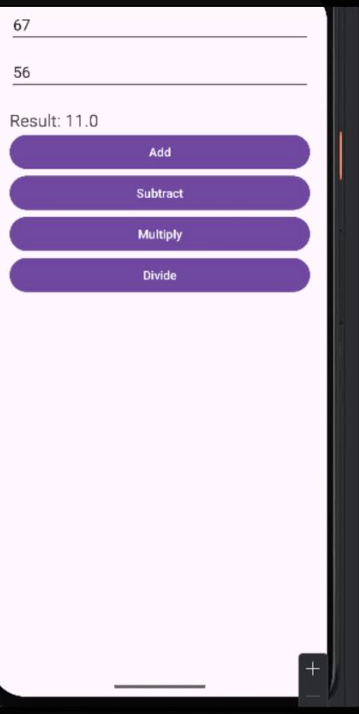 67
56
Result: 11.0
Add
Subtract
Multiply
Divide